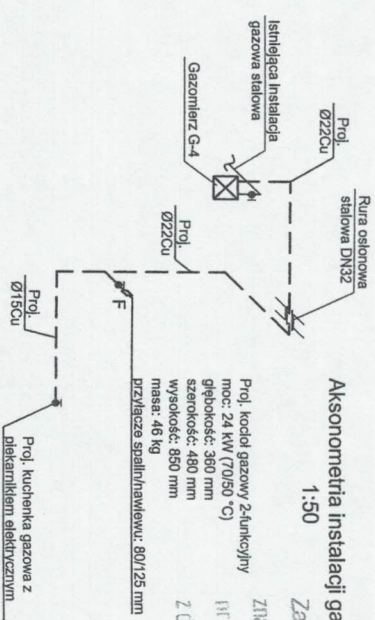 Aksonometria instalacji ga
1:50
Istniejąca instalacja
gazowa stalowa
Gazomierz G-4
Proj.
Ø22Cu
Rura osłonowa
stalowa DN32
Proj.
Ø22Cu
F
Proj.
Ø15Cu
Proj. kocioł gazowy 2-funkcyjny
moc: 24 kW (70/50 °C)
głębokość: 360 mm
szerokość: 480 mm
wysokość: 850 mm
masa: 46 kg
przyłącze spalin/nawiewu: 80/125 mm
Proj. kuchenka gazowa z
piekarnikiem elektrycznym
Za